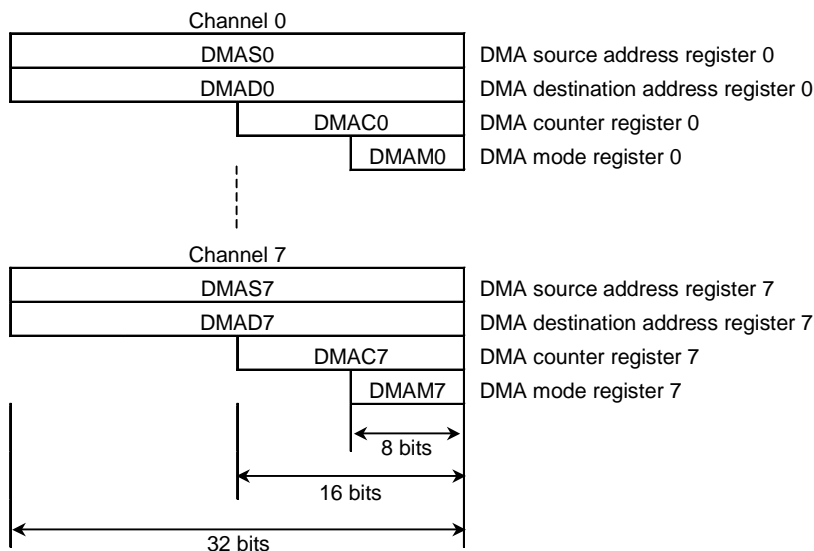 Channel 0
DMAS0 DMA source address register 0
DMAD0 DMA destination address register 0
DMAC0 DMA counter register 0
DMAM0 DMA mode register 0
Channel 7
DMAS7 DMA source address register 7
DMAD7 DMA destination address register 7
DMAC7 DMA counter register 7
DMAM7 DMA mode register 7
8 bits
16 bits
32 bits